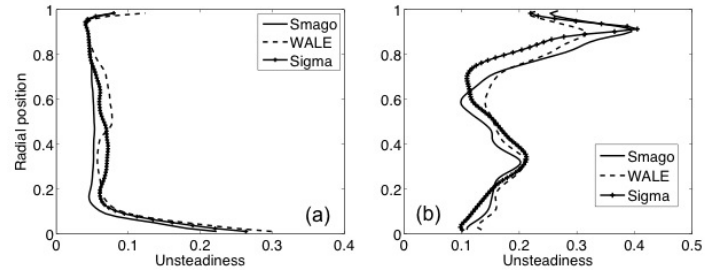 1
0.8
0.6
0.4
0.2
0
Radial position
Smago
WALE
Sigma
(a)
0 0.1 0.2 0.3 0.4
Unsteadiness
1
0.8
0.6
0.4
0.2
0
Smago
WALE
Sigma
(b)
0 0.1 0.2 0.3 0.4 0.5
Unsteadiness